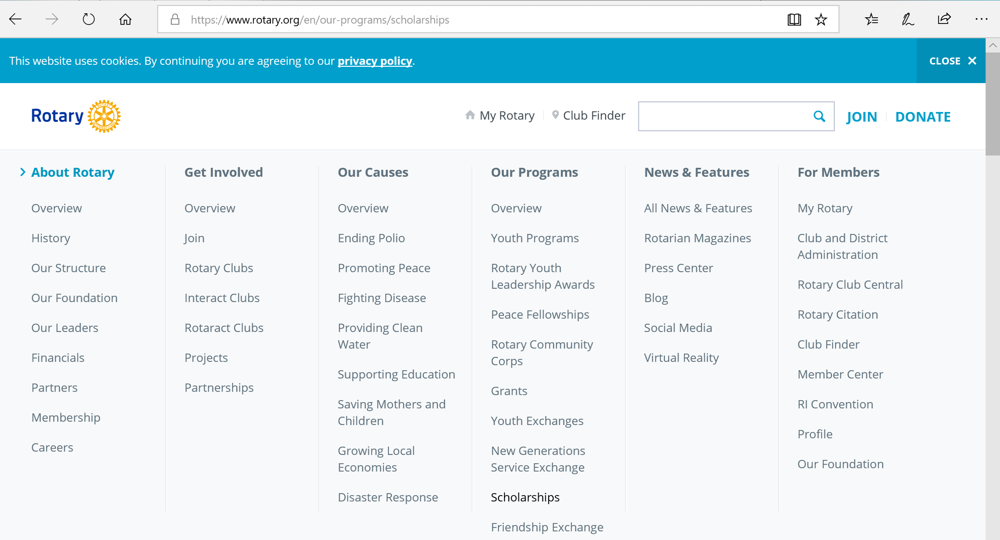 https://www.rotary.org/en/our-programs/scholarships
This website uses cookies. By continuing you are agreeing to our privacy policy.
CLOSE
Rotary
ROTARY
INTERNATIONAL
My Rotary
Club Finder
JOIN
DONATE
About Rotary
Overview
History
Our Structure
Our Foundation
Our Leaders
Financials
Partners
Membership
Careers
Get Involved
Overview
Join
Rotary Clubs
Interact Clubs
Rotaract Clubs
Projects
Partnerships
Our Causes
Overview
Ending Polio
Promoting Peace
Fighting Disease
Providing Clean
Water
Supporting Education
Saving Mothers and
Children
Growing Local
Economies
Disaster Response
Our Programs
Overview
Youth Programs
Rotary Youth
Leadership Awards
Peace Fellowships
Rotary Community
Corps
Grants
Youth Exchanges
New Generations
Service Exchange
Scholarships
Friendship Exchange
News & Features
All News & Features
Rotarian Magazines
Press Center
Blog
Social Media
Virtual Reality
For Members
My Rotary
Club and District
Administration
Rotary Club Central
Rotary Citation
Club Finder
Member Center
RI Convention
Profile
Our Foundation